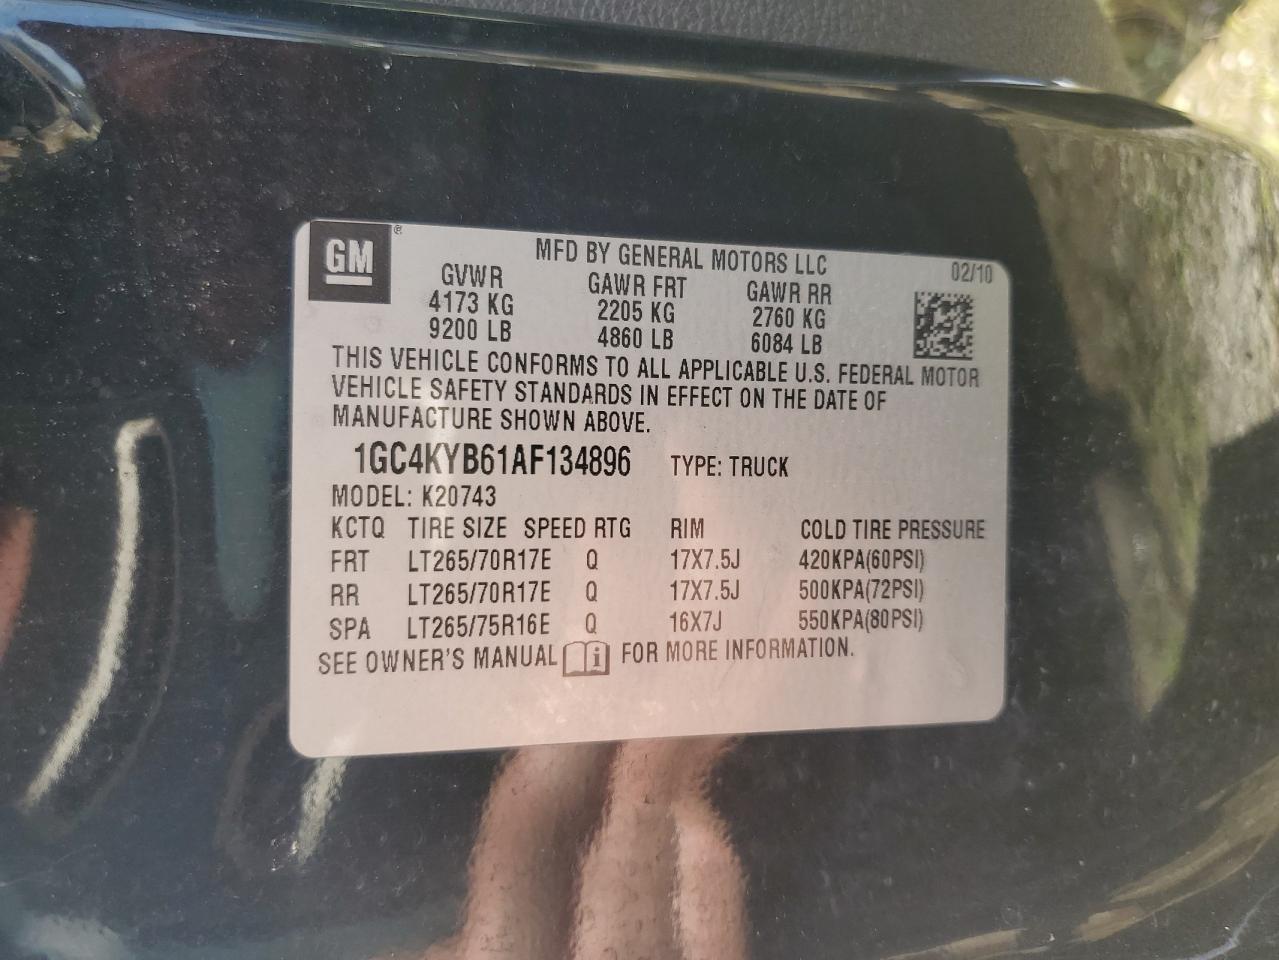 GM ® MFD BY GENERAL MOTORS LLC 02/10
GVWR GAWR FRT GAWR RR
4173 KG 2205 KG 2760 KG
9200 LB 4860 LB 6084 LB
THIS VEHICLE CONFORMS TO ALL APPLICABLE U.S. FEDERAL MOTOR
VEHICLE SAFETY STANDARDS IN EFFECT ON THE DATE OF
MANUFACTURE SHOWN ABOVE.
1GC4KYB61AF134896 TYPE: TRUCK
MODEL: K20743
KCTQ TIRE SIZE SPEED RTG RIM COLD TIRE PRESSURE
FRT LT265/70R17E Q 17X7.5J 420KPA(60PSI)
RR LT265/70R17E Q 17X7.5J 500KPA(72PSI)
SPA LT265/75R16E Q 16X7J 550KPA(80PSI)
SEE OWNER'S MANUAL i FOR MORE INFORMATION.